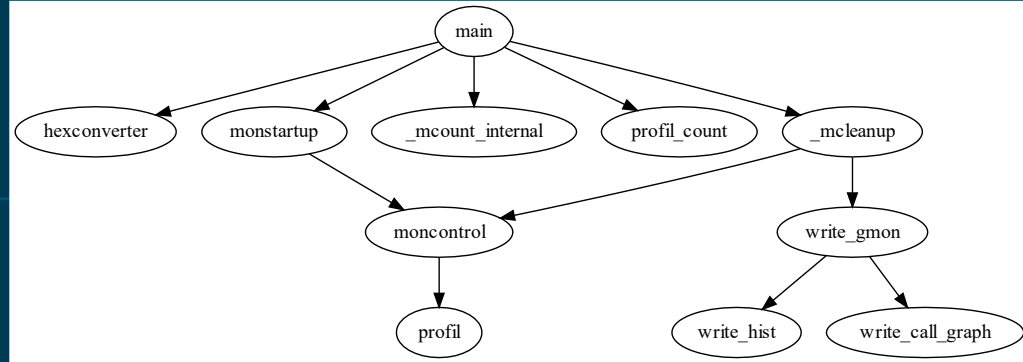 main
hexconverter
monstartup
_mcount_internal
profil_count
_mcleanup
moncontrol
write_gmon
profil
write_hist
write_call_graph